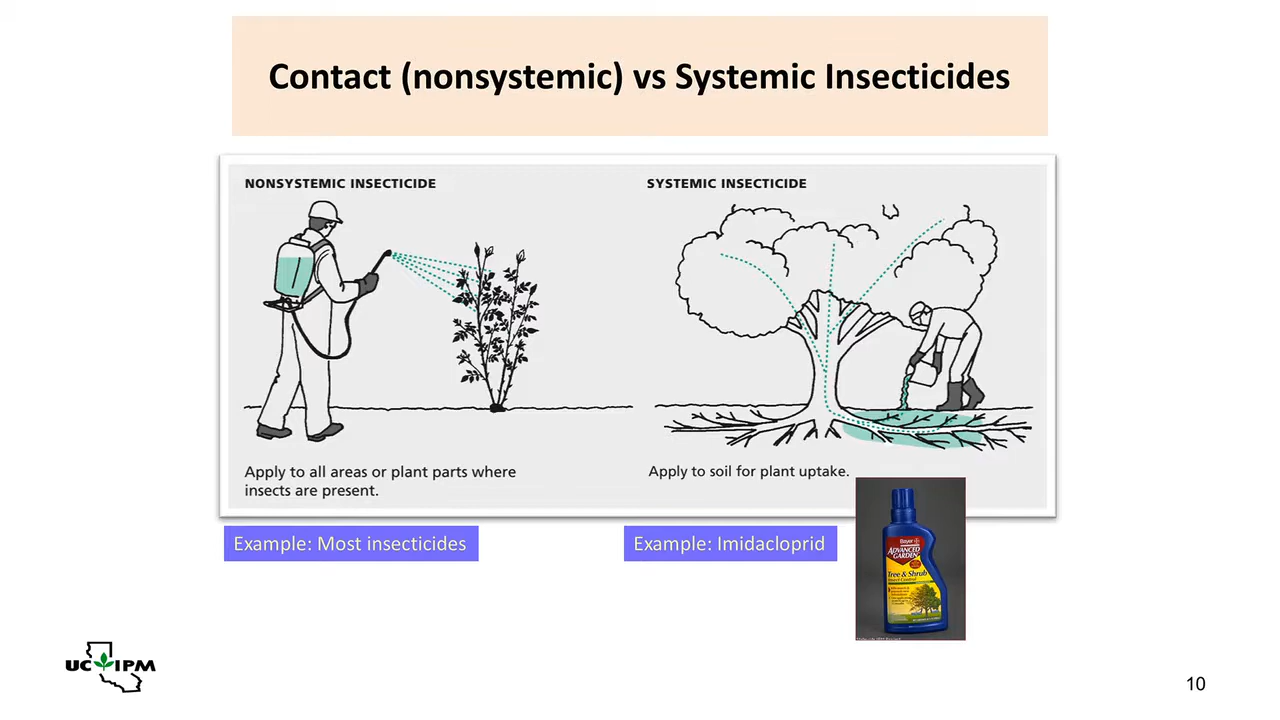 Contact (nonsystemic) vs Systemic Insecticides
NONSYSTEMIC INSECTICIDE
Apply to all areas or plant parts where
insects are present.
SYSTEMIC INSECTICIDE
Apply to soil for plant uptake.
Example: Most insecticides
Example: Imidacloprid
Bayer
ADVANCED
GARDEN
Tree & Shrub
Insect Control
UC IPM
10